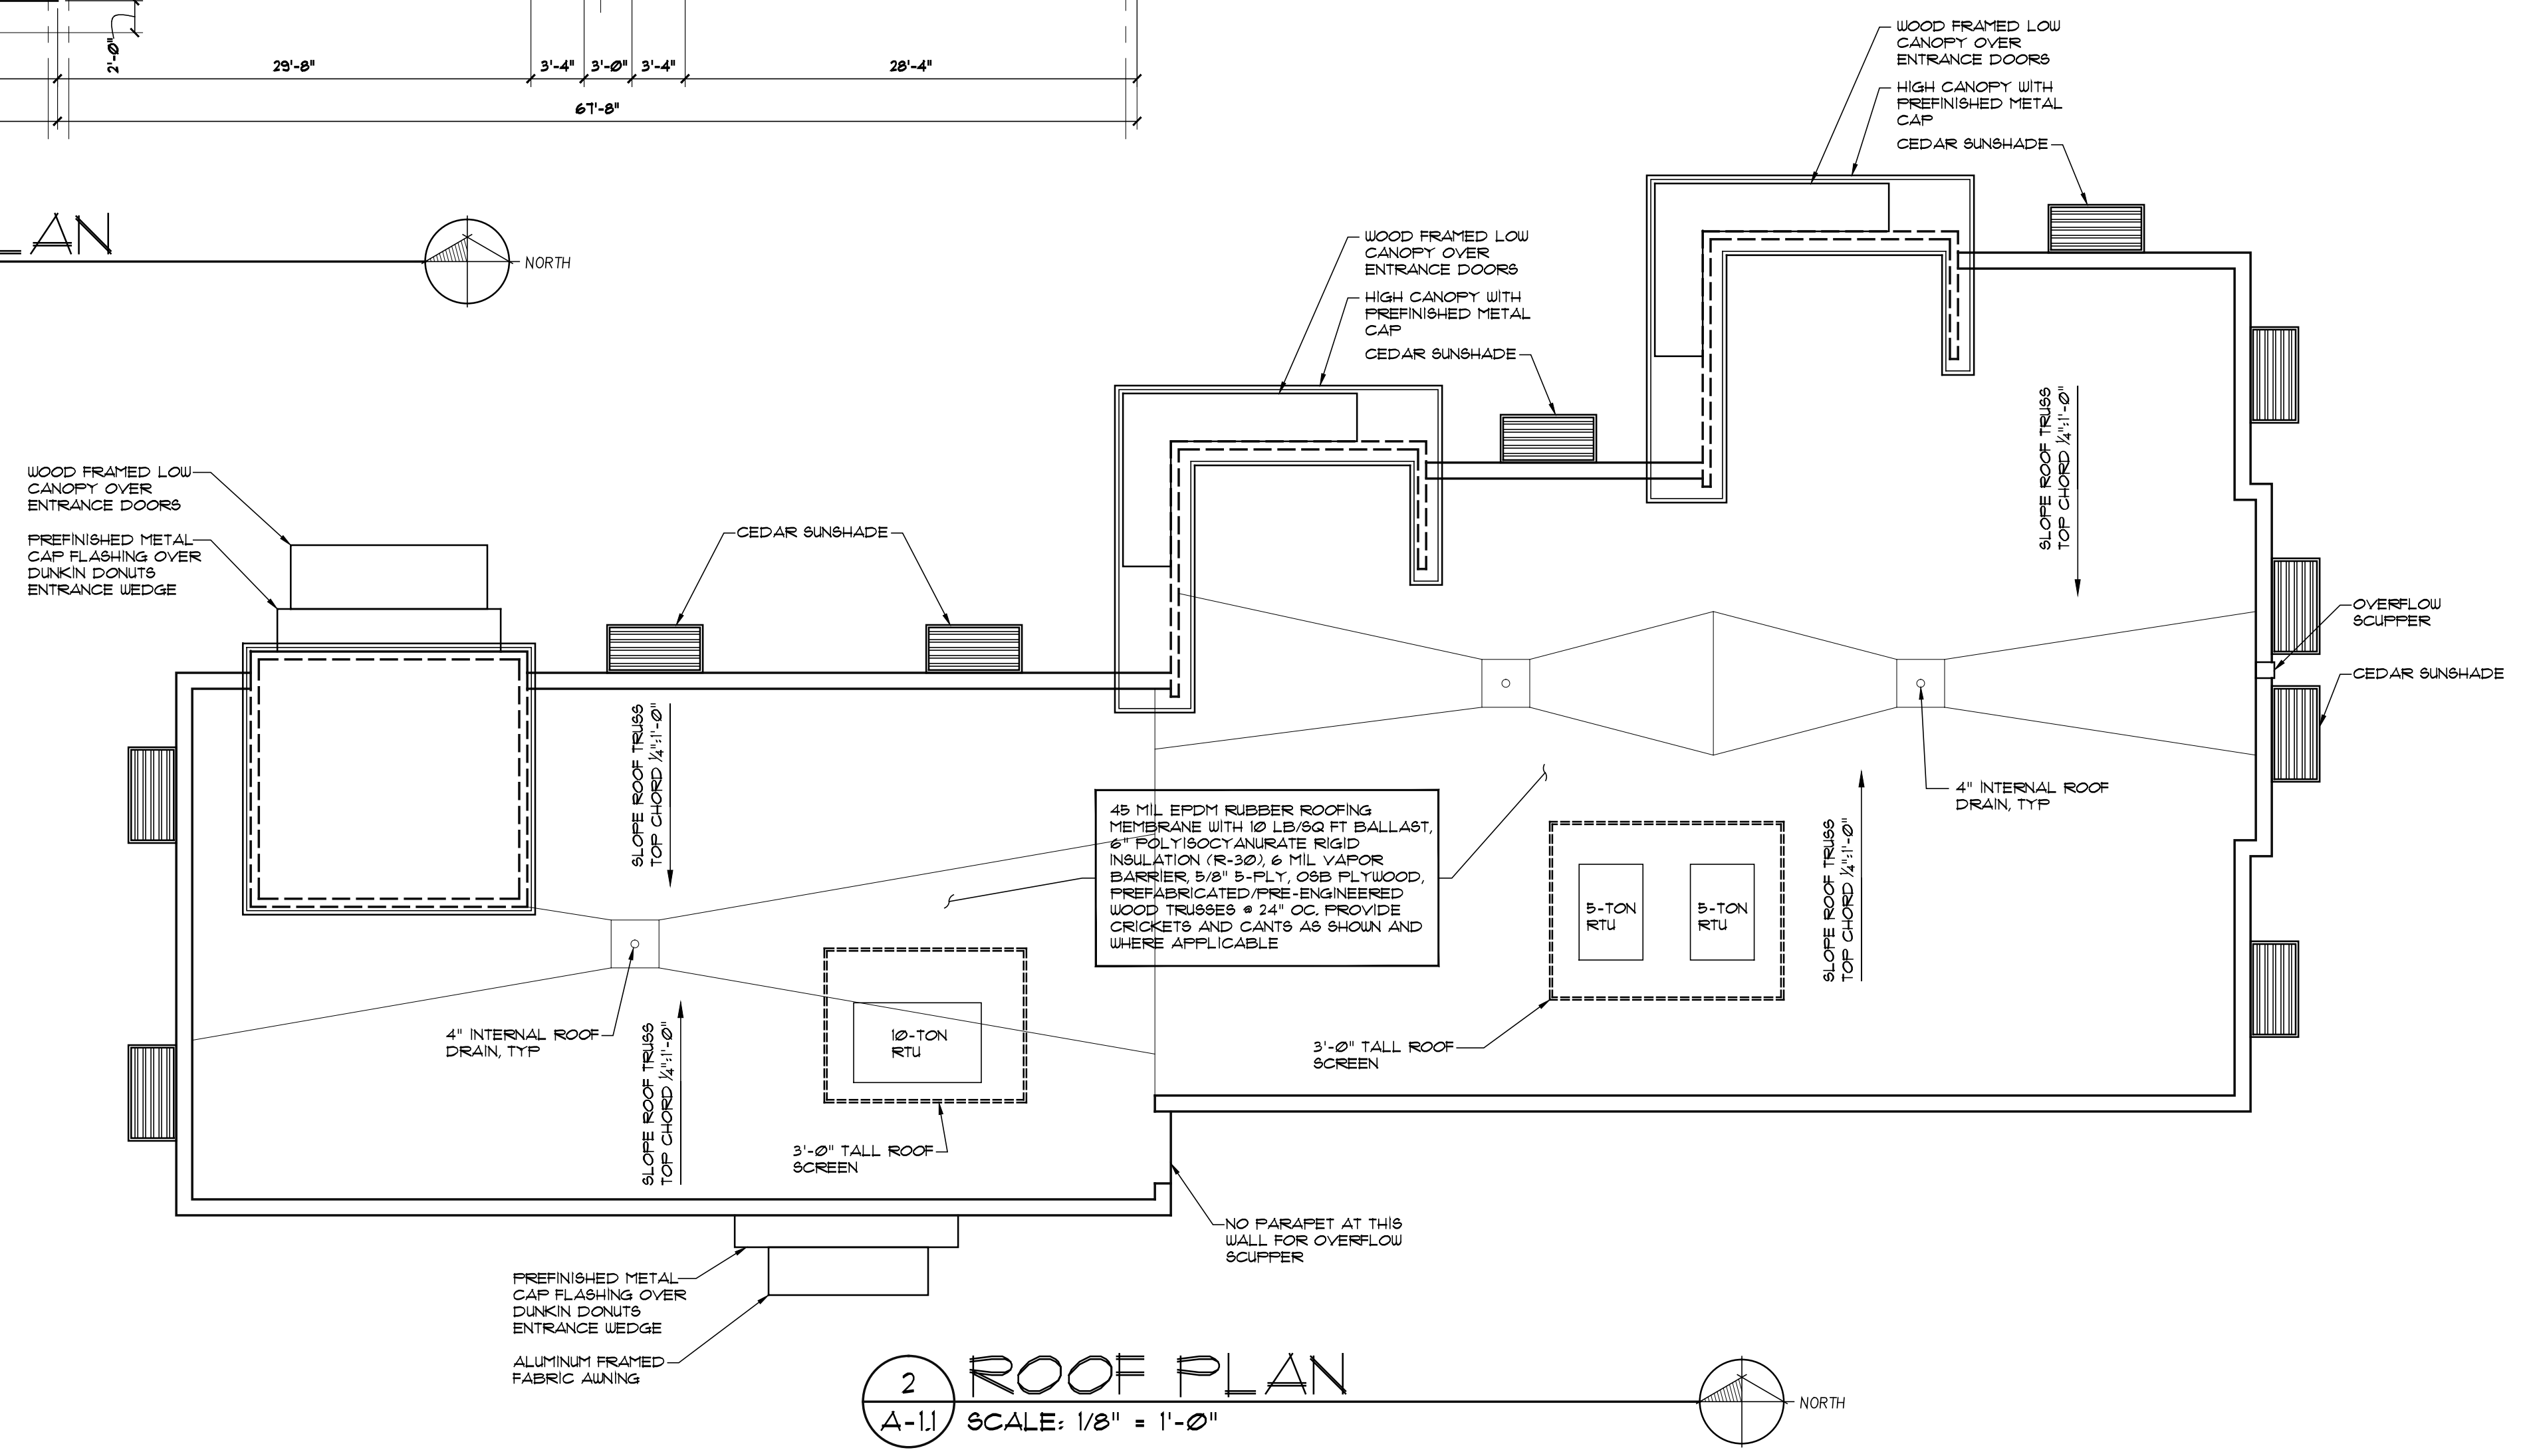 2'-0"
29'-8"
3'-4"
3'-0"
3'-4"
28'-4"
67'-8"
LAN
NORTH
WOOD FRAMED LOW
CANOPY OVER
ENTRANCE DOORS
HIGH CANOPY WITH
PREFINISHED METAL
CAP
CEDAR SUNSHADE
WOOD FRAMED LOW
CANOPY OVER
ENTRANCE DOORS
HIGH CANOPY WITH
PREFINISHED METAL
CAP
CEDAR SUNSHADE
WOOD FRAMED LOW
CANOPY OVER
ENTRANCE DOORS
PREFINISHED METAL
CAP FLASHING OVER
DUNKIN DONUTS
ENTRANCE WEDGE
CEDAR SUNSHADE
SLOPE ROOF TRUSS
TOP CHORD ¼":1'-0"
OVERFLOW
SCUPPER
CEDAR SUNSHADE
SLOPE ROOF TRUSS
TOP CHORD ¼":1'-0"
4" INTERNAL ROOF
DRAIN, TYP
45 MIL EPDM RUBBER ROOFING
MEMBRANE WITH 10 LB/SQ FT BALLAST,
6" POLYISOCYANURATE RIGID
INSULATION (R-30), 6 MIL VAPOR
BARRIER, 5/8" 5-PLY, OSB PLYWOOD,
PREFABRICATED/PRE-ENGINEERED
WOOD TRUSSES @ 24" OC. PROVIDE
CRICKETS AND CANTS AS SHOWN AND
WHERE APPLICABLE
5-TON
RTU
5-TON
RTU
SLOPE ROOF TRUSS
TOP CHORD ¼":1'-0"
4" INTERNAL ROOF
DRAIN, TYP
10-TON
RTU
3'-0" TALL ROOF
SCREEN
SLOPE ROOF TRUSS
TOP CHORD ¼":1'-0"
3'-0" TALL ROOF
SCREEN
NO PARAPET AT THIS
WALL FOR OVERFLOW
SCUPPER
PREFINISHED METAL
CAP FLASHING OVER
DUNKIN DONUTS
ENTRANCE WEDGE
ALUMINUM FRAMED
FABRIC AWNING
2
A-1.1
ROOF PLAN
SCALE: 1/8" = 1'-0"
NORTH